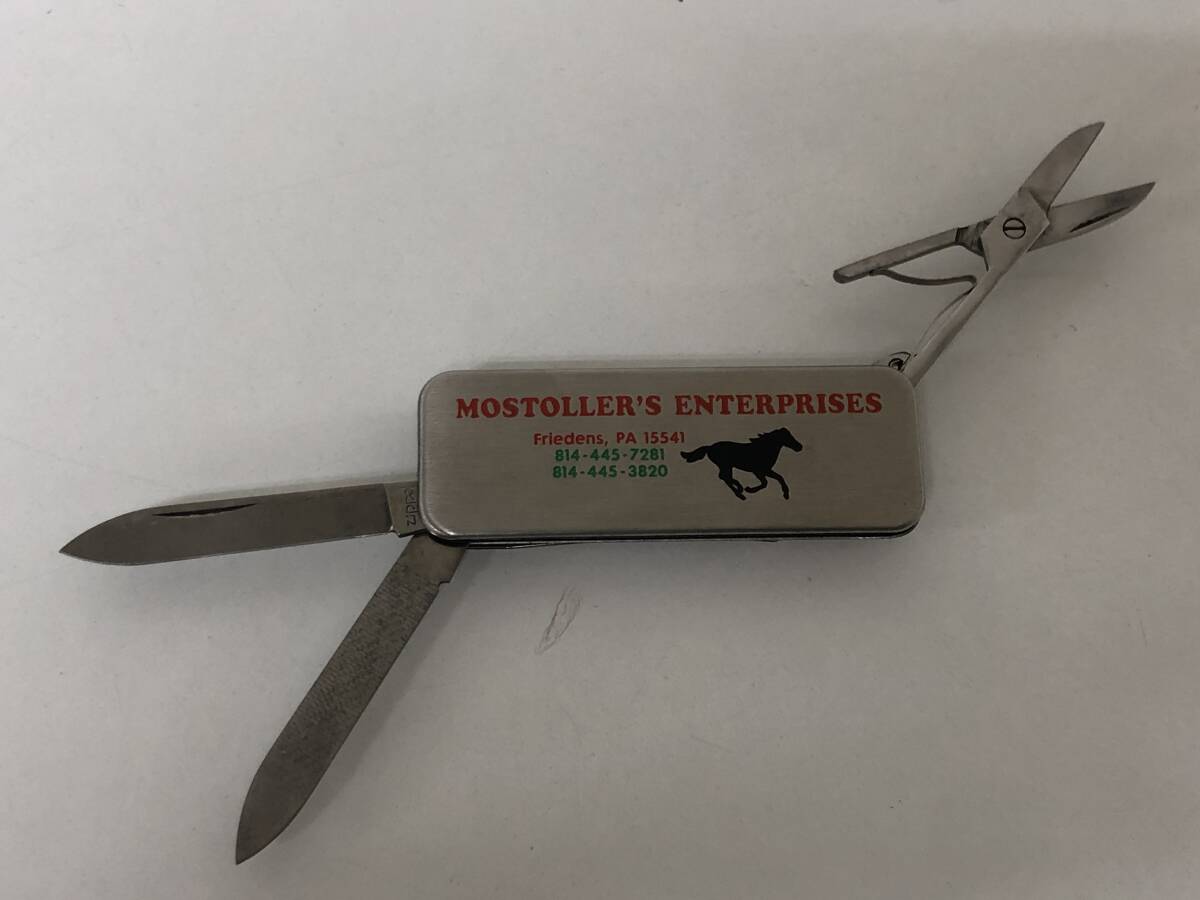 MOSTOLLER'S ENTERPRISES
Friedens, PA 15541
814-445-7281
814-445-3820